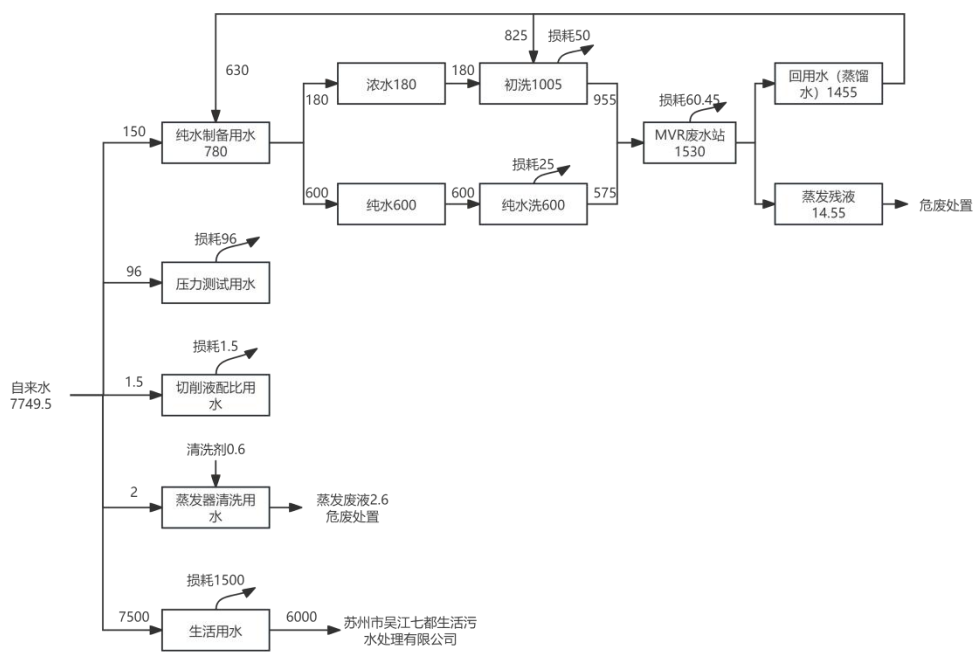 825
损耗50
630
浓水180
180
初洗1005
180
955
损耗60.45
回用水（蒸馏
水）1455
150
纯水制备用水
780
MVR废水站
1530
损耗25
600
纯水600
600
纯水洗600
575
蒸发残液
14.55
危废处置
损耗96
96
压力测试用水
损耗1.5
自来水
7749.5
1.5
切削液配比用
水
清洗剂0.6
2
蒸发器清洗用
水
蒸发废液2.6
危废处置
损耗1500
7500
生活用水
6000
苏州市吴江七都生活污
水处理有限公司